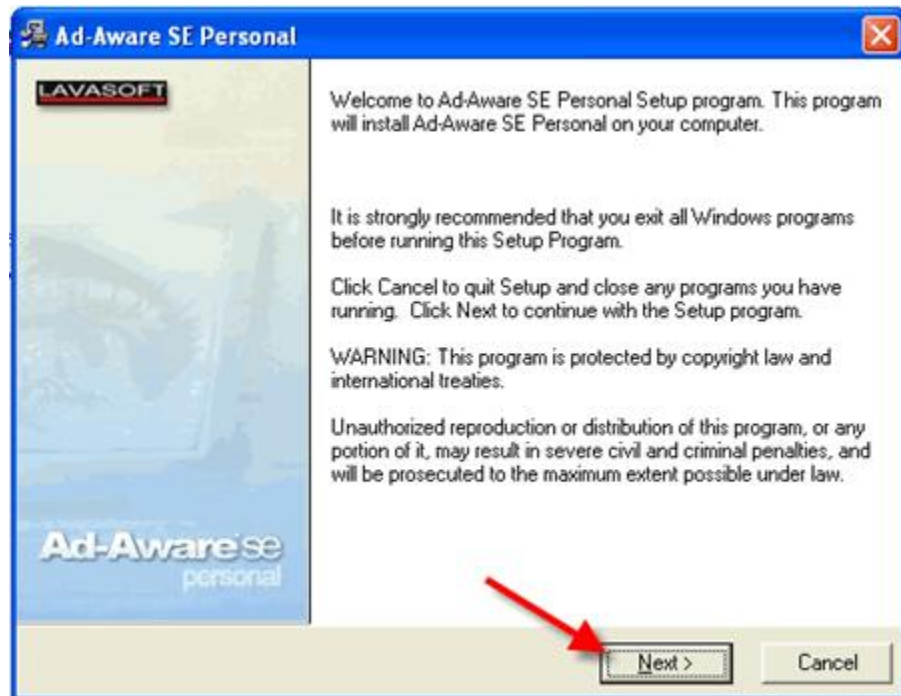 Ad-Aware SE Personal
LAVASOFT
Welcome to Ad-Aware SE Personal Setup program. This program
will install Ad-Aware SE Personal on your computer.
It is strongly recommended that you exit all Windows programs
before running this Setup Program.
Click Cancel to quit Setup and close any programs you have
running. Click Next to continue with the Setup program.
WARNING: This program is protected by copyright law and
international treaties.
Unauthorized reproduction or distribution of this program, or any
portion of it, may result in severe civil and criminal penalties, and
will be prosecuted to the maximum extent possible under law.
Ad-Aware se
personal
Next > Cancel